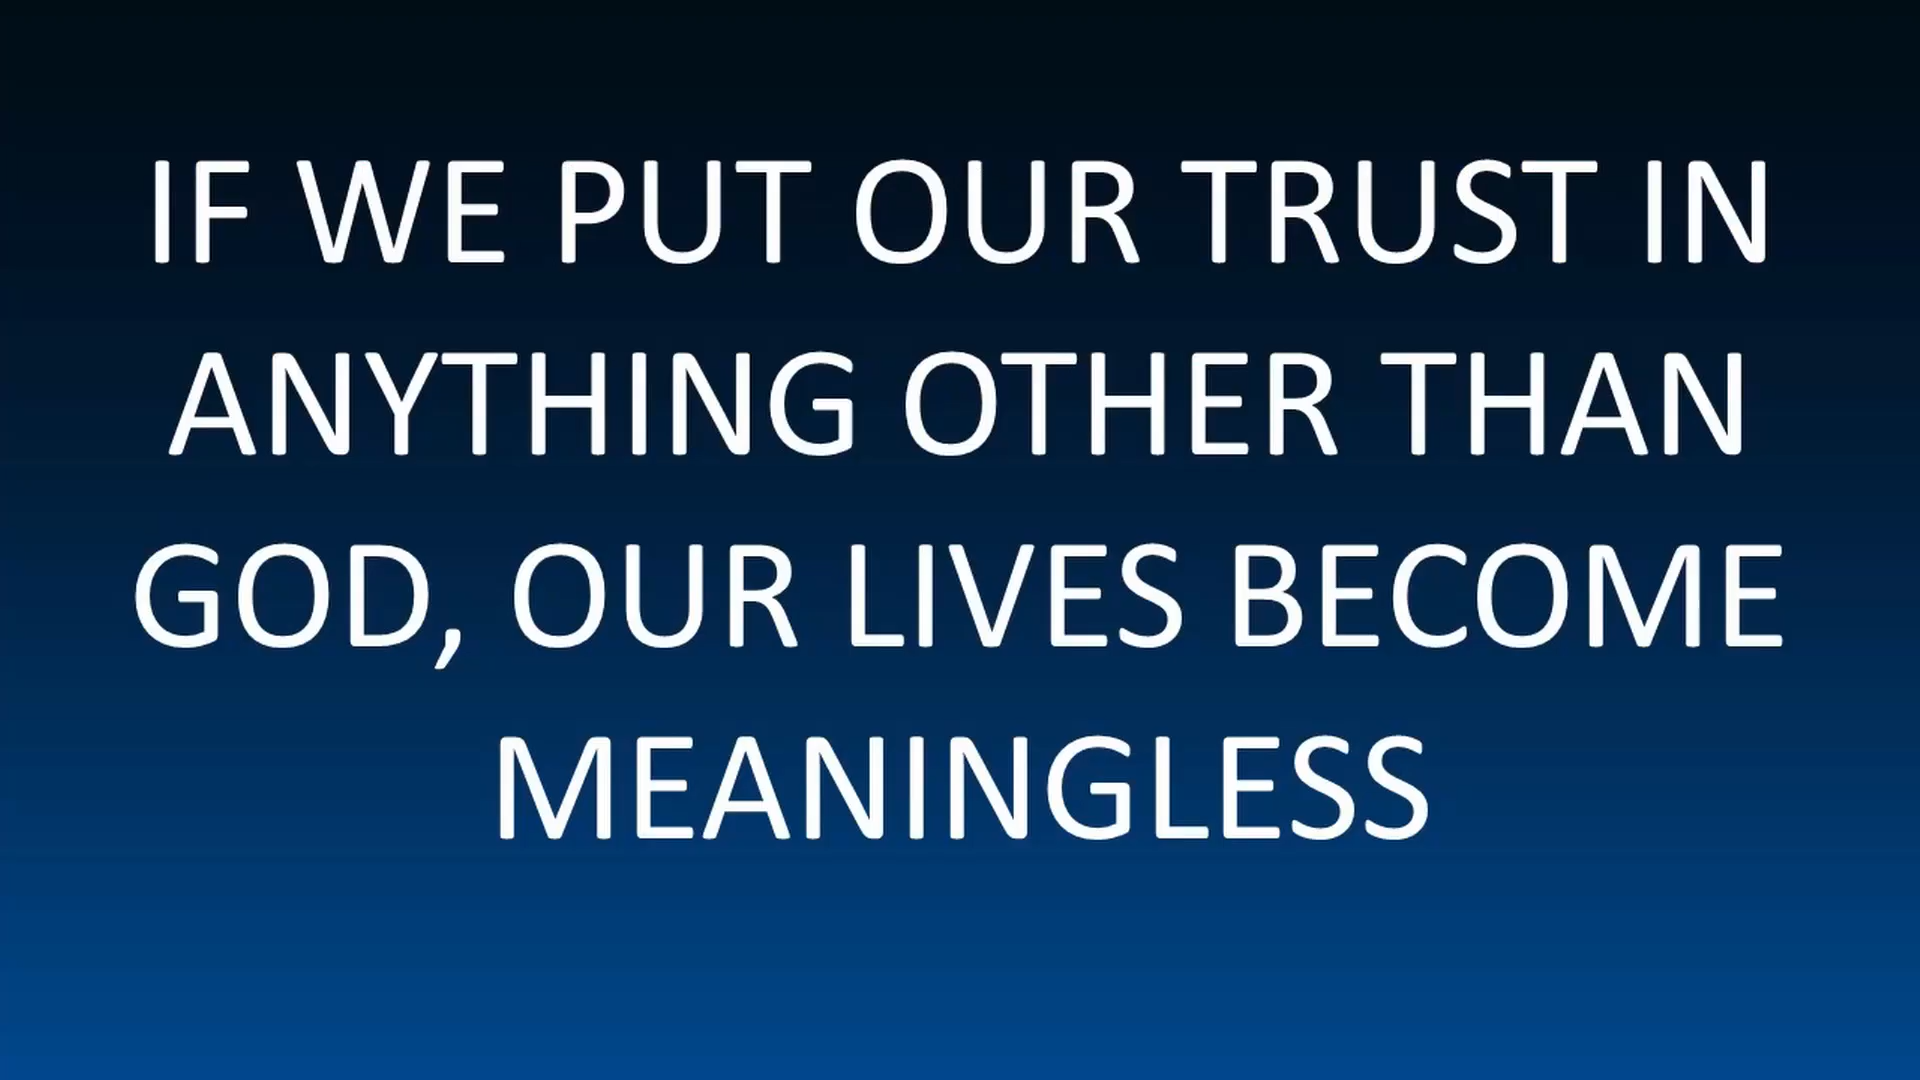 IF WE PUT OUR TRUST IN
ANYTHING OTHER THAN
GOD, OUR LIVES BECOME
MEANINGLESS